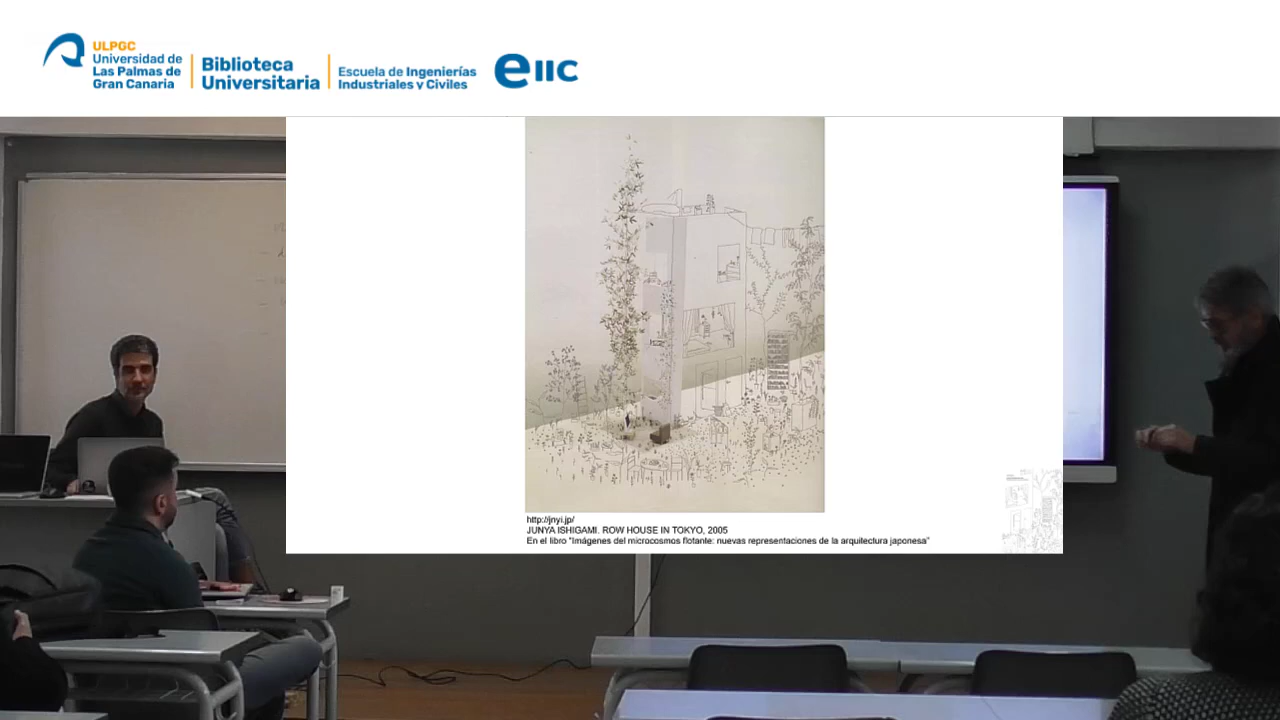 ULPGC
Universidad de
Las Palmas de
Gran Canaria
Biblioteca
Universitaria
Escuela de Ingenierías
Industriales y Civiles
eiic
http://jnyi.jp/
JUNYA ISHIGAMI. ROW HOUSE IN TOKYO, 2005
En el libro "Imágenes del microcosmos flotante: nuevas representaciones de la arquitectura japonesa"